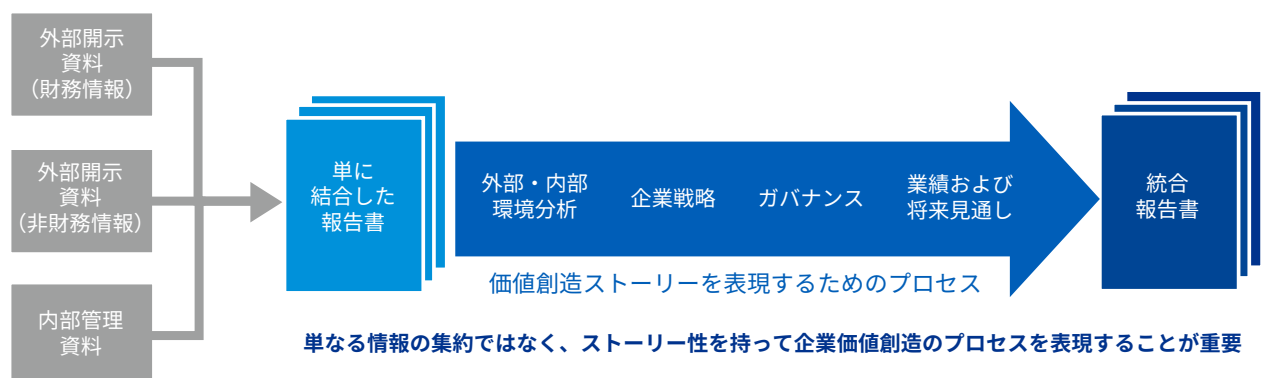 外部開示
資料
（財務情報）
外部開示
資料
（非財務情報）
内部管理
資料
単に
結合した
報告書
外部・内部
環境分析
企業戦略
ガバナンス
業績および
将来見通し
統合
報告書
価値創造ストーリーを表現するためのプロセス
単なる情報の集約ではなく、ストーリー性を持って企業価値創造のプロセスを表現することが重要